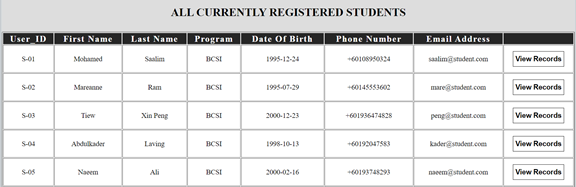 ALL CURRENTLY REGISTERED STUDENTS
User_ID First Name Last Name Program Date Of Birth Phone Number Email Address
S-01 Mohamed Saalim BCSI 1995-12-24 +60108950324 saalim@student.com View Records
S-02 Mareanne Ram BCSI 1995-07-29 +60145553602 mare@student.com View Records
S-03 Tiew Xin Peng BCSI 2000-12-23 +601936474828 peng@student.com View Records
S-04 Abdulkader Laving BCSI 1998-10-13 +60192047583 kader@student.com View Records
S-05 Naeem Ali BCSI 2000-02-16 +60193748293 naeem@student.com View Records